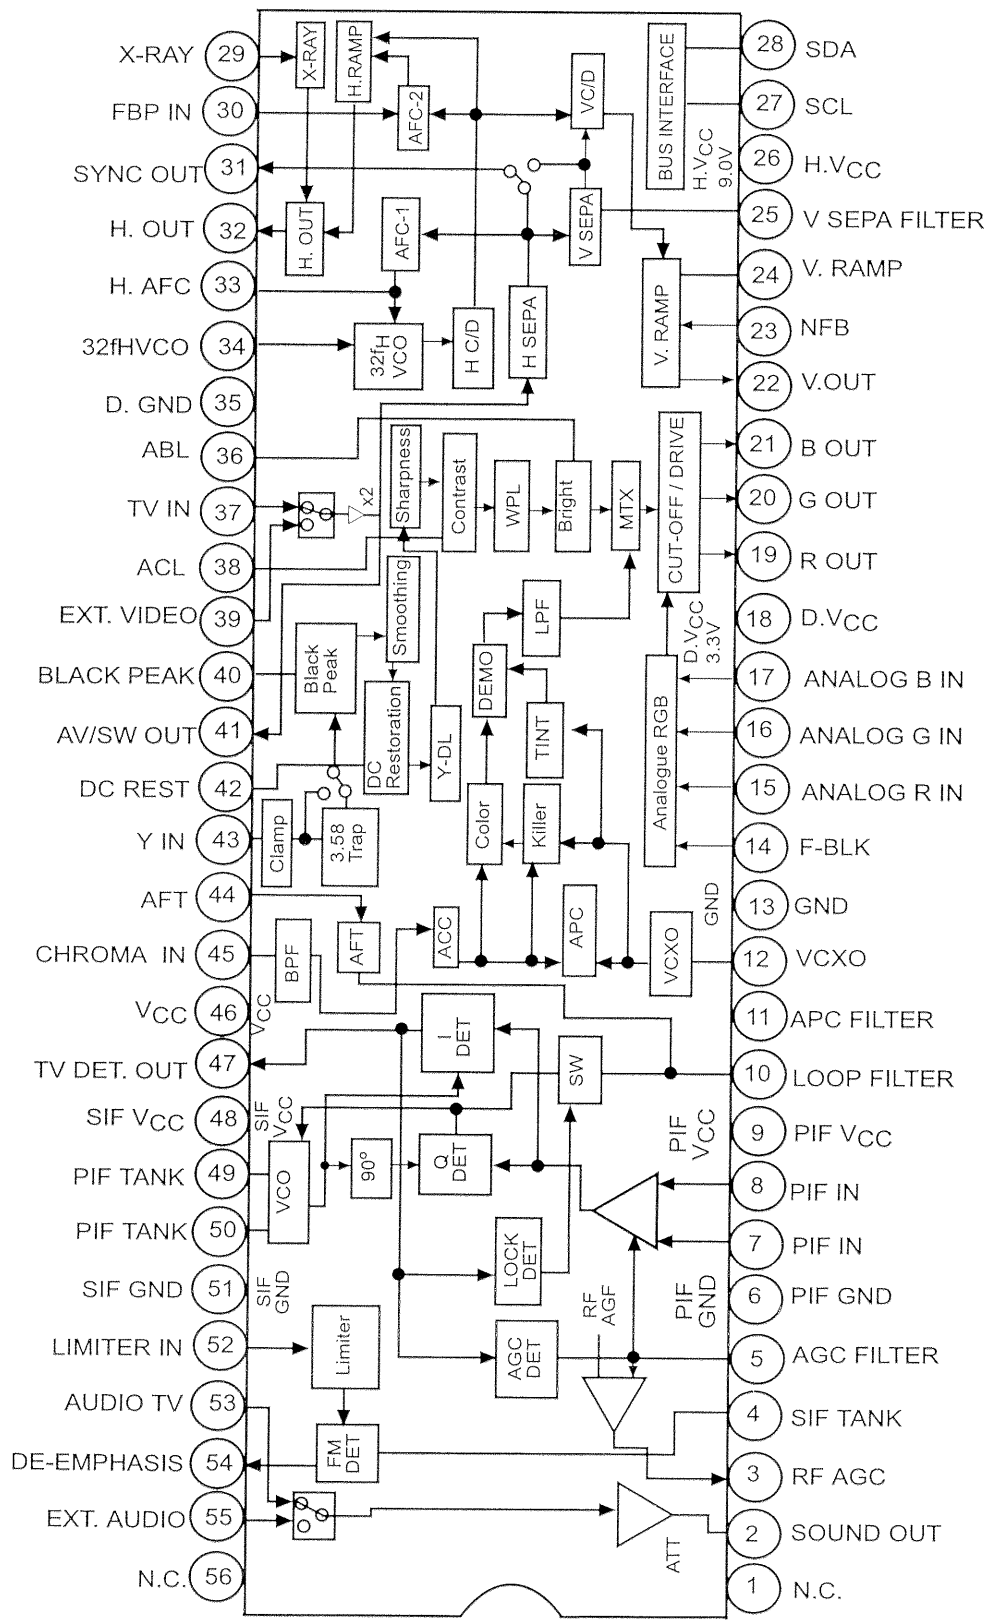 X-RAY 29
FBP IN 30
SYNC OUT 31
H. OUT 32
H. AFC 33
32fHVCO 34
D. GND 35
ABL 36
TV IN 37
ACL 38
EXT. VIDEO 39
BLACK PEAK 40
AV/SW OUT 41
DC REST 42
Y IN 43
AFT 44
CHROMA IN 45
VCC 46
TV DET. OUT 47
SIF VCC 48
PIF TANK 49
PIF TANK 50
SIF GND 51
LIMITER IN 52
AUDIO TV 53
DE-EMPHASIS 54
EXT. AUDIO 55
N.C. 56
X-RAY
H.RAMP
AFC-2
VC/D
BUS INTERFACE
H.VCC
9.0V
H. OUT
AFC-1
V SEPA
32fH
VCO
H C/D
H SEPA
V. RAMP
x2
Sharpness
Contrast
WPL
Bright
MTX
CUT-OFF / DRIVE
D.VCC
3.3V
Smoothing
Black
Peak
DC
Restoration
Y-DL
LPF
DEMO
TINT
Analogue RGB
Clamp
3.58
Trap
Color
Killer
GND
BPF
AFT
ACC
APC
VCXO
VCC
I
DET
SW
SIF
VCC
PIF
VCC
VCO
90°
Q
DET
LOCK
DET
SIF
GND
PIF
GND
RF
AGF
Limiter
AGC
DET
FM
DET
ATT
28 SDA
27 SCL
26 H.VCC
25 V SEPA FILTER
24 V. RAMP
23 NFB
22 V.OUT
21 B OUT
20 G OUT
19 R OUT
18 D.VCC
17 ANALOG B IN
16 ANALOG G IN
15 ANALOG R IN
14 F-BLK
13 GND
12 VCXO
11 APC FILTER
10 LOOP FILTER
9 PIF VCC
8 PIF IN
7 PIF IN
6 PIF GND
5 AGC FILTER
4 SIF TANK
3 RF AGC
2 SOUND OUT
1 N.C.